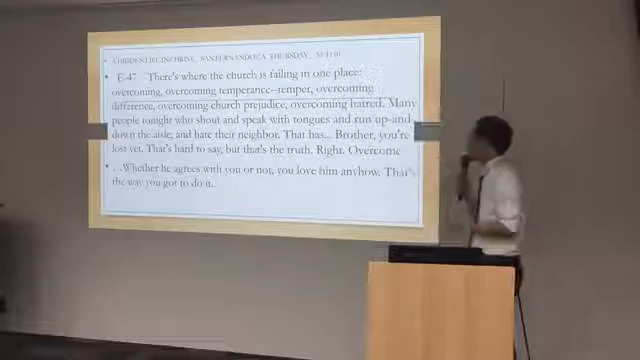 HIDDEN LIFE IN CHRIST, SAN FERNANDO, CA THURSDAY,
E-47 There's where the church is failing in one place:
overcoming, overcoming temperance--temper, overcoming
difference, overcoming church prejudice, overcoming hatred. Many
people tonight who shout and speak with tongues and run up-and-
down the aisle, and hate their neighbor. That has... Brother, you're
lost yet. That's hard to say, but that's the truth. Right. Overcome
...Whether he agrees with you or not, you love him anyhow. That's
the way you got to do it.